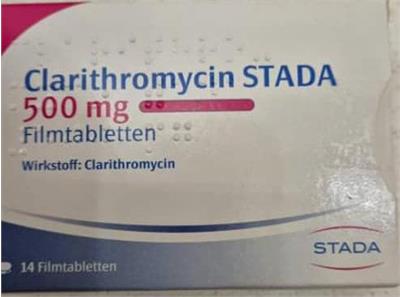 Clarithromycin STADA
500 mg
Filmtabletten
Wirkstoff: Clarithromycin
STADA
14 Filmtabletten